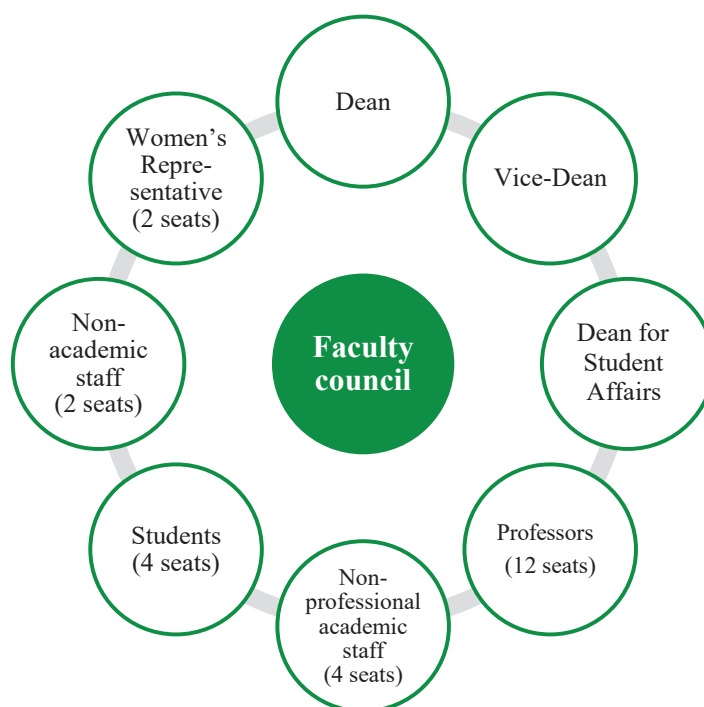 Dean
Vice-Dean
Dean for
Student
Affairs
Professors
(12 seats)
Non-
professional
academic
staff
(4 seats)
Students
(4 seats)
Non-
academic
staff
(2 seats)
Women’s
Repre-
sentative
(2 seats)
Faculty
council